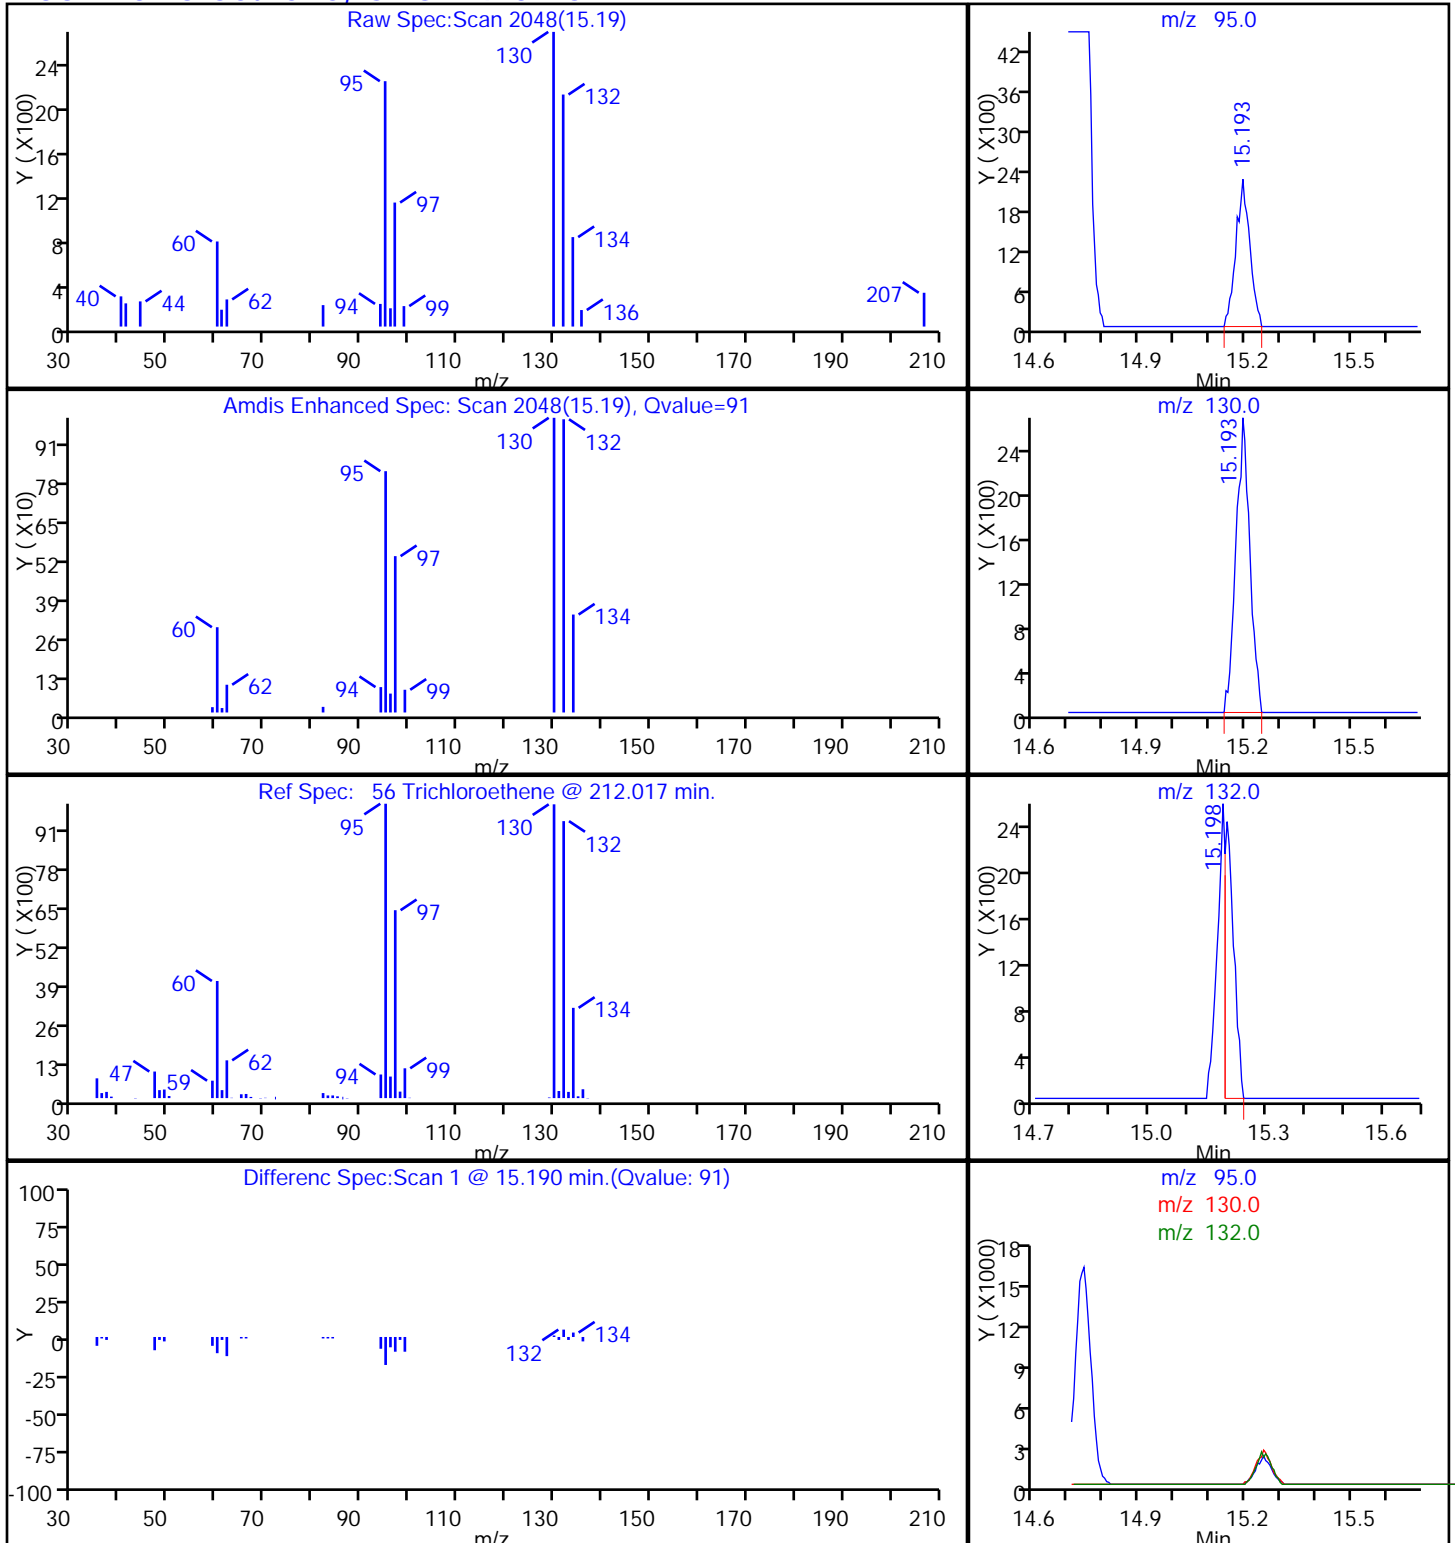 Raw Spec:Scan 2048(15.19)
Y ( X100)
24
20
16
12
8
4
0
130
95
132
97
60
134
40
44
62
94
99
136
207
30 50 70 90 110 130 150 170 190 210
m/z
m/z 95.0
Y ( X100)
42
36
30
24
18
12
6
0
15.193
14.6 14.9 15.2 15.5
Min
Amdis Enhanced Spec: Scan 2048(15.19), Qvalue=91
Y ( X10)
91
78
65
52
39
26
13
0
130
132
95
97
60
134
62
94
99
30 50 70 90 110 130 150 170 190 210
m/z
m/z 130.0
Y ( X100)
24
20
16
12
8
4
0
15.193
14.6 14.9 15.2 15.5
Min
Ref Spec: 56 Trichloroethene @ 212.017 min.
Y ( X100)
91
78
65
52
39
26
13
0
95
130
132
97
60
134
47
59
62
94
99
30 50 70 90 110 130 150 170 190 210
m/z
m/z 132.0
Y ( X100)
24
20
16
12
8
4
0
15.198
14.7 15.0 15.3 15.6
Min
Differenc Spec:Scan 1 @ 15.190 min.(Qvalue: 91)
Y
100
75
50
25
0
-25
-50
-75
-100
132
134
30 50 70 90 110 130 150 170 190 210
m/z
m/z 95.0
m/z 130.0
m/z 132.0
Y ( X1000)
18
15
12
9
6
3
0
14.6 14.9 15.2 15.5
Min